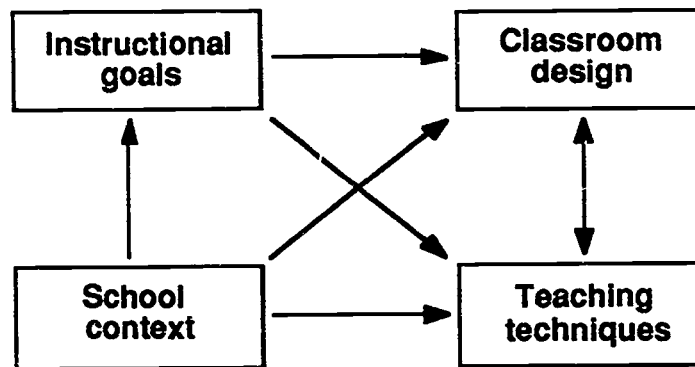 Instructional
goals
Classroom
design
School
context
Teaching
techniques